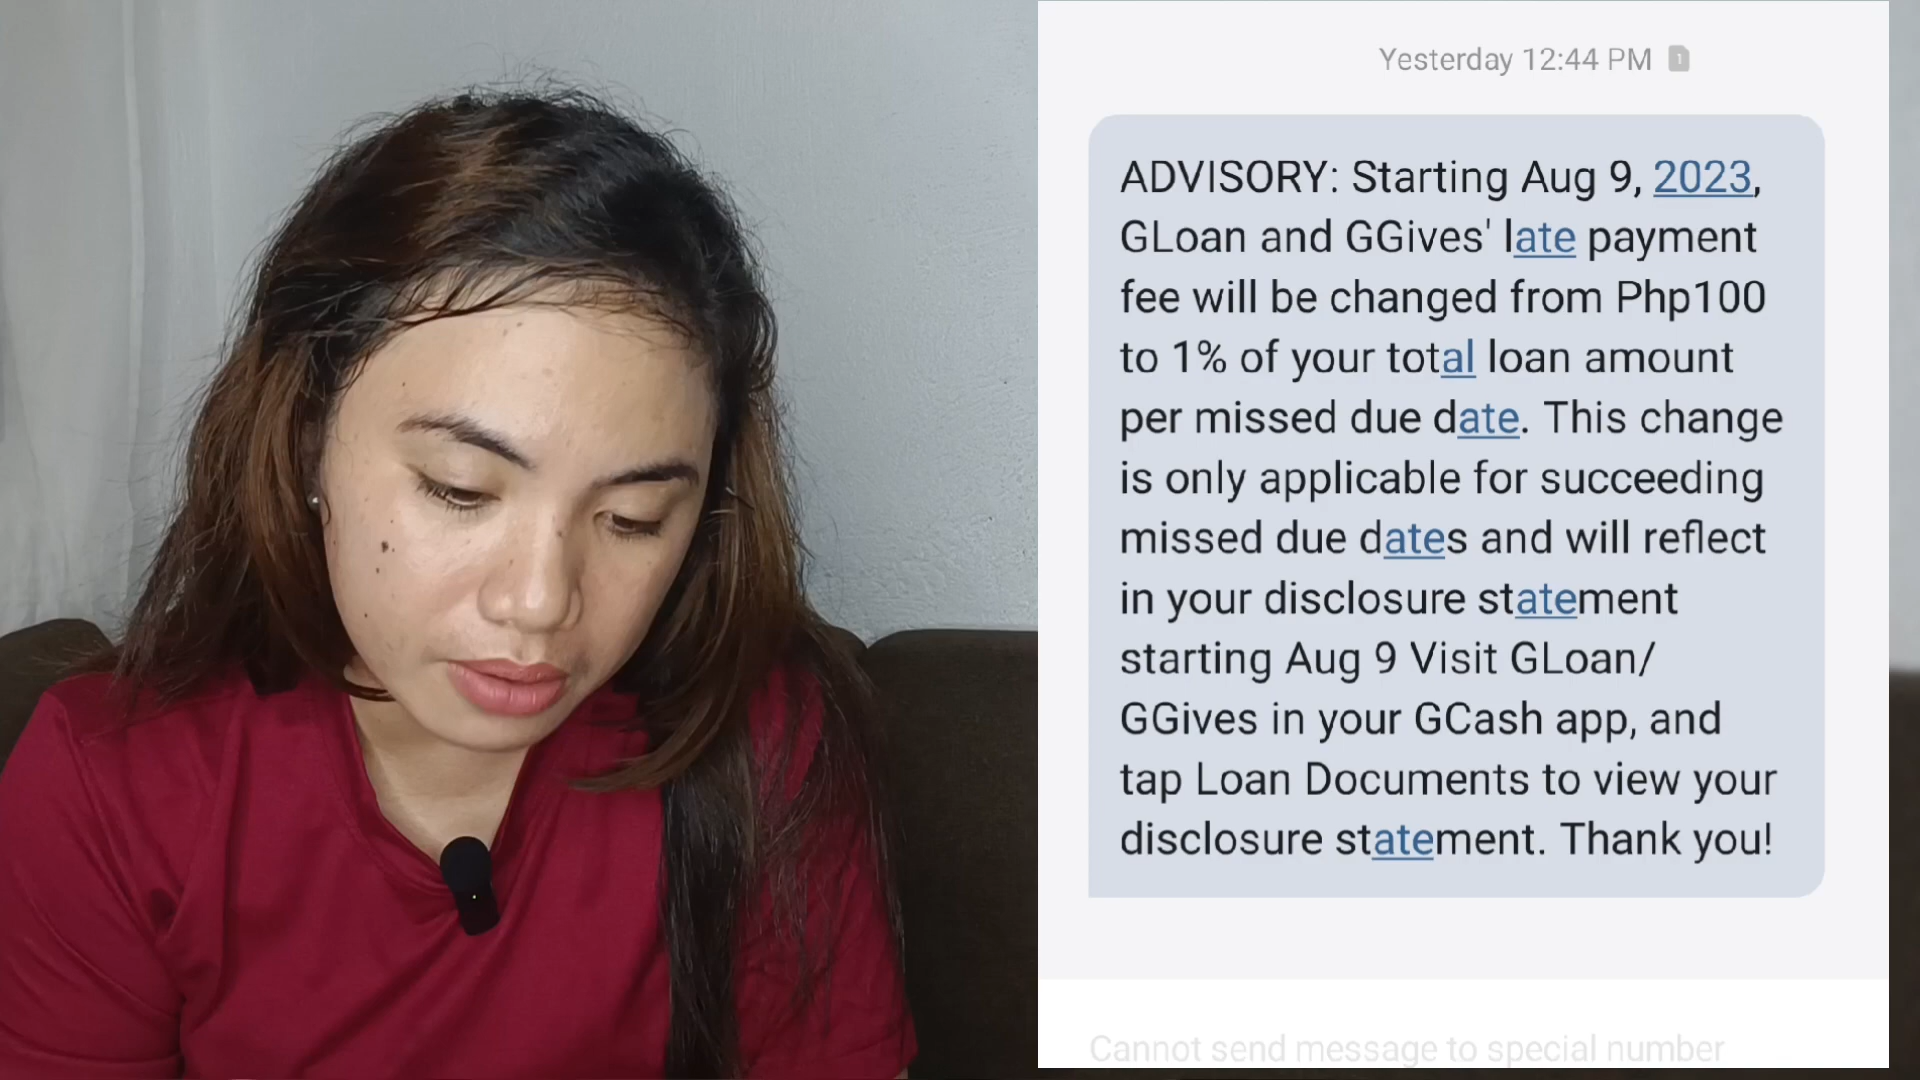 Yesterday 12:44 PM 1
ADVISORY: Starting Aug 9, 2023,
GLoan and GGives' late payment
fee will be changed from Php100
to 1% of your total loan amount
per missed due date. This change
is only applicable for succeeding
missed due dates and will reflect
in your disclosure statement
starting Aug 9 Visit GLoan/
GGives in your GCash app, and
tap Loan Documents to view your
disclosure statement. Thank you!
Cannot send message to special number